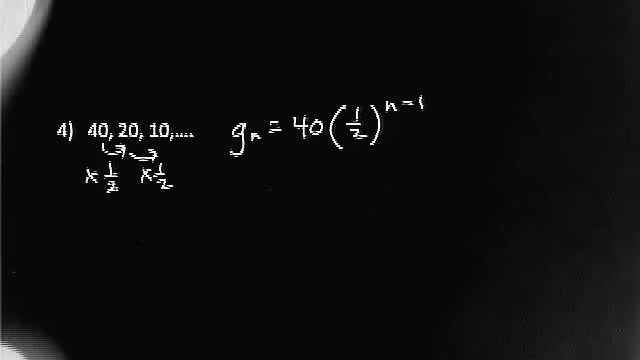 4) 40, 20, 10,.... gₙ = 40(1/2)ⁿ⁻¹
x 1/2 x 1/2